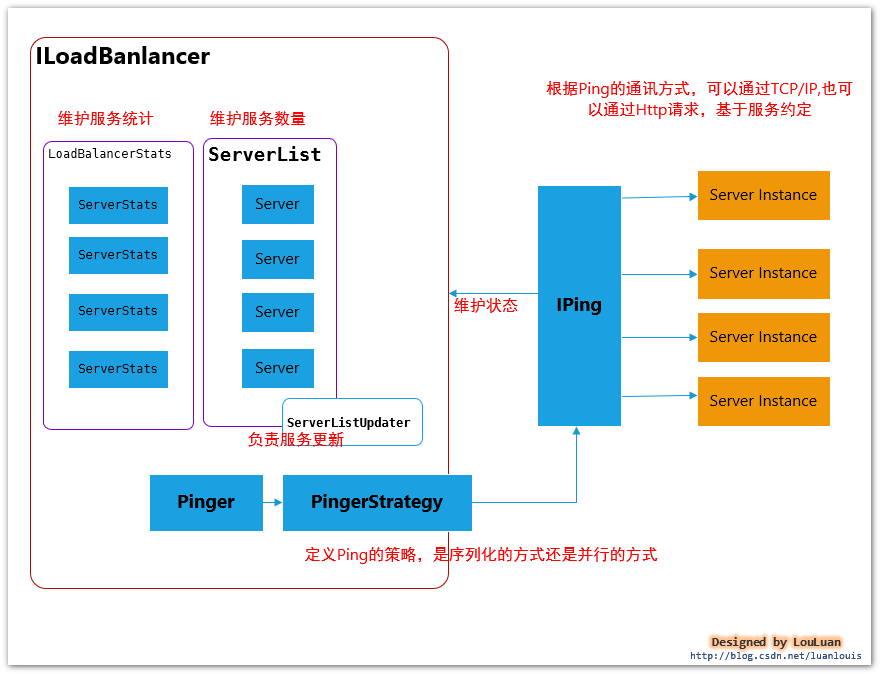 ILoadBanlancer
根据Ping的通讯方式，可以通过TCP/IP,也可
以通过Http请求，基于服务约定
维护服务统计
维护服务数量
LoadBalancerStats
ServerList
ServerStats
Server
ServerStats
Server
ServerStats
Server
ServerStats
Server
ServerListUpdater
负责服务更新
维护状态
IPing
Server Instance
Server Instance
Server Instance
Server Instance
Pinger
PingerStrategy
定义Ping的策略，是序列化的方式还是并行的方式
Designed by LouLuan
http://blog.csdn.net/luanlouis